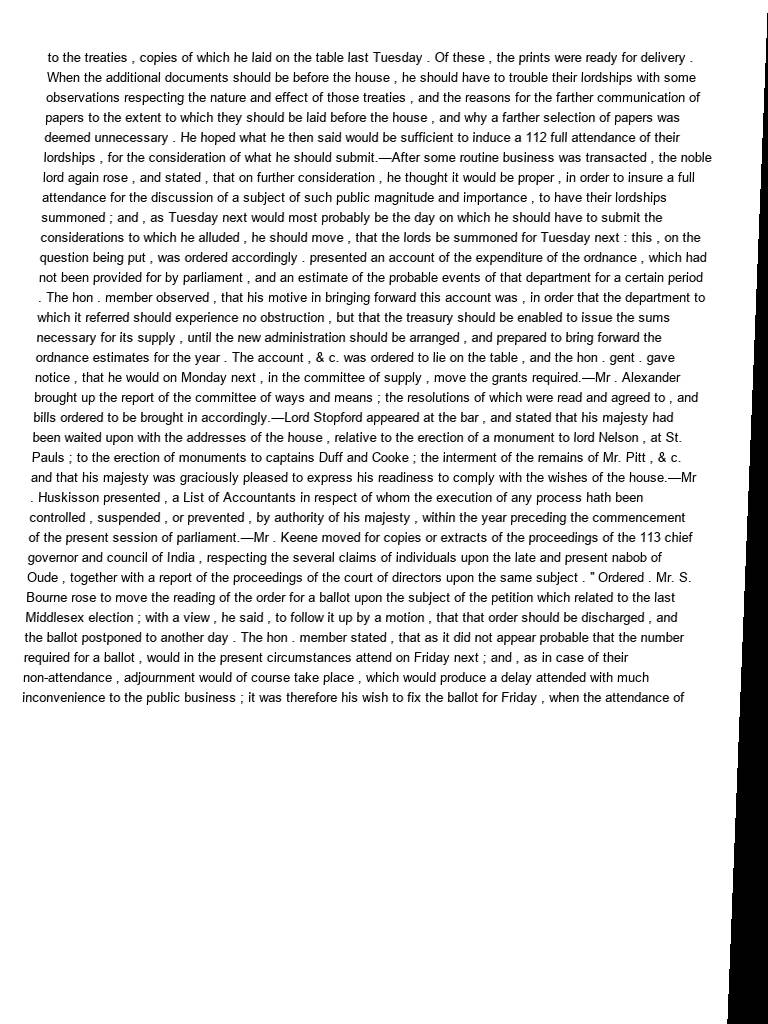 to the treaties , copies of which he laid on the table last Tuesday . Of these , the prints were ready for delivery .
When the additional documents should be before the house , he should have to trouble their lordships with some
observations respecting the nature and effect of those treaties , and the reasons for the farther communication of
papers to the extent to which they should be laid before the house , and why a farther selection of papers was
deemed unnecessary . He hoped what he then said would be sufficient to induce a 112 full attendance of their
lordships , for the consideration of what he should submit.—After some routine business was transacted , the noble
lord again rose , and stated , that on further consideration , he thought it would be proper , in order to insure a full
attendance for the discussion of a subject of such public magnitude and importance , to have their lordships
summoned ; and , as Tuesday next would most probably be the day on which he should have to submit the
considerations to which he alluded , he should move , that the lords be summoned for Tuesday next : this , on the
question being put , was ordered accordingly . presented an account of the expenditure of the ordnance , which had
not been provided for by parliament , and an estimate of the probable events of that department for a certain period
. The hon . member observed , that his motive in bringing forward this account was , in order that the department to
which it referred should experience no obstruction , but that the treasury should be enabled to issue the sums
necessary for its supply , until the new administration should be arranged , and prepared to bring forward the
ordnance estimates for the year . The account , & c. was ordered to lie on the table , and the hon . gent . gave
notice , that he would on Monday next , in the committee of supply , move the grants required.—Mr . Alexander
brought up the report of the committee of ways and means ; the resolutions of which were read and agreed to , and
bills ordered to be brought in accordingly.—Lord Stopford appeared at the bar , and stated that his majesty had
been waited upon with the addresses of the house , relative to the erection of a monument to lord Nelson , at St.
Pauls ; to the erection of monuments to captains Duff and Cooke ; the interment of the remains of Mr. Pitt , & c.
and that his majesty was graciously pleased to express his readiness to comply with the wishes of the house.—Mr
. Huskisson presented , a List of Accountants in respect of whom the execution of any process hath been
controlled , suspended , or prevented , by authority of his majesty , within the year preceding the commencement
of the present session of parliament.—Mr . Keene moved for copies or extracts of the proceedings of the 113 chief
governor and council of India , respecting the several claims of individuals upon the late and present nabob of
Oude , together with a report of the proceedings of the court of directors upon the same subject . " Ordered . Mr. S.
Bourne rose to move the reading of the order for a ballot upon the subject of the petition which related to the last
Middlesex election ; with a view , he said , to follow it up by a motion , that that order should be discharged , and
the ballot postponed to another day . The hon . member stated , that as it did not appear probable that the number
required for a ballot , would in the present circumstances attend on Friday next ; and , as in case of their
non-attendance , adjournment would of course take place , which would produce a delay attended with much
inconvenience to the public business ; it was therefore his wish to fix the ballot for Friday , when the attendance of